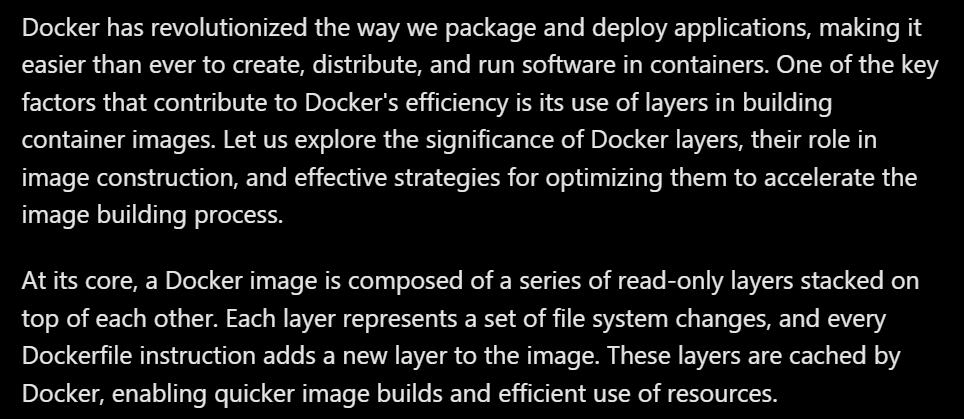 Docker has revolutionized the way we package and deploy applications, making it
easier than ever to create, distribute, and run software in containers. One of the key
factors that contribute to Docker's efficiency is its use of layers in building
container images. Let us explore the significance of Docker layers, their role in
image construction, and effective strategies for optimizing them to accelerate the
image building process.
At its core, a Docker image is composed of a series of read-only layers stacked on
top of each other. Each layer represents a set of file system changes, and every
Dockerfile instruction adds a new layer to the image. These layers are cached by
Docker, enabling quicker image builds and efficient use of resources.